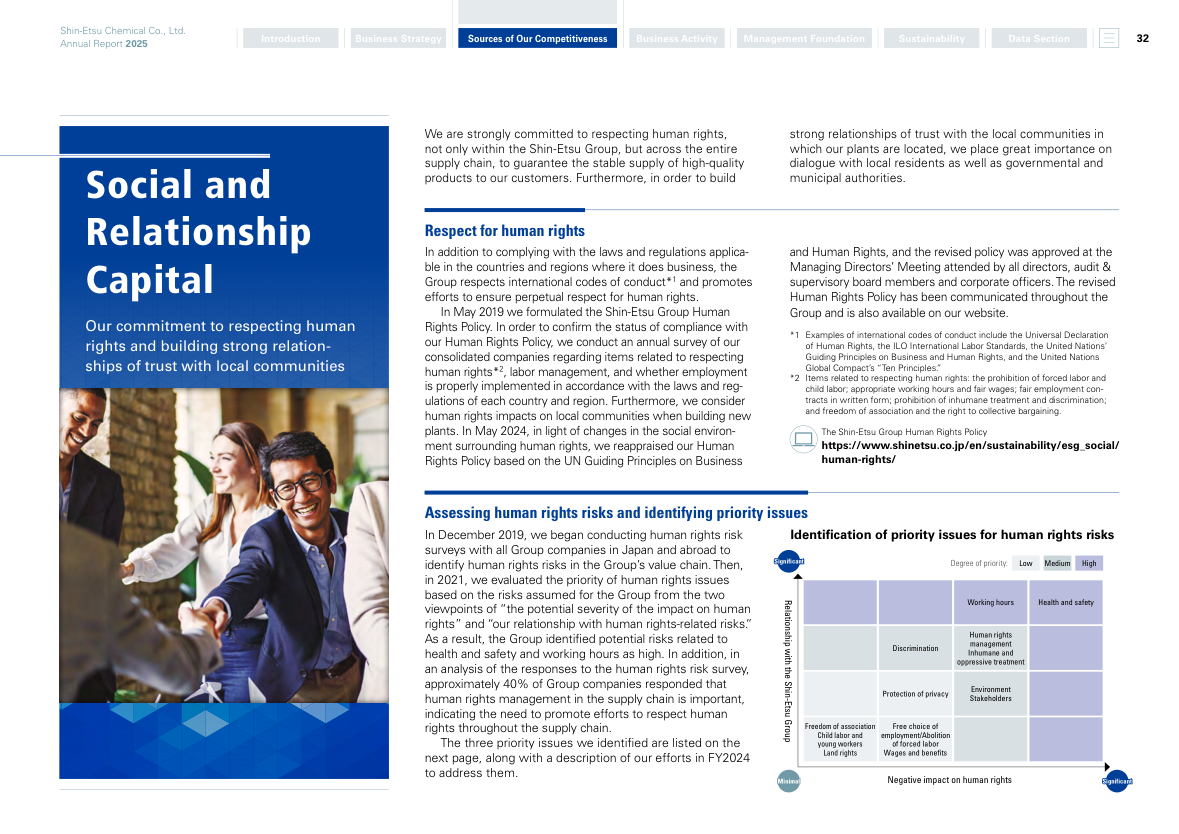 Shin-Etsu Chemical Co., Ltd.
Annual Report 2025
Introduction
Business Strategy
Sources of Our Competitiveness
Business Activity
Management Foundation
Sustainability
Data Section
32
Social and
Relationship
Capital
Our commitment to respecting human
rights and building strong relation-
ships of trust with local communities
We are strongly committed to respecting human rights,
not only within the Shin-Etsu Group, but across the entire
supply chain, to guarantee the stable supply of high-quality
products to our customers. Furthermore, in order to build
strong relationships of trust with the local communities in
which our plants are located, we place great importance on
dialogue with local residents as well as governmental and
municipal authorities.
Respect for human rights
In addition to complying with the laws and regulations applica-
ble in the countries and regions where it does business, the
Group respects international codes of conduct*1 and promotes
efforts to ensure perpetual respect for human rights.
In May 2019 we formulated the Shin-Etsu Group Human
Rights Policy. In order to confirm the status of compliance with
our Human Rights Policy, we conduct an annual survey of our
consolidated companies regarding items related to respecting
human rights*2, labor management, and whether employment
is properly implemented in accordance with the laws and reg-
ulations of each country and region. Furthermore, we consider
human rights impacts on local communities when building new
plants. In May 2024, in light of changes in the social environ-
ment surrounding human rights, we reappraised our Human
Rights Policy based on the UN Guiding Principles on Business
and Human Rights, and the revised policy was approved at the
Managing Directors' Meeting attended by all directors, audit &
supervisory board members and corporate officers. The revised
Human Rights Policy has been communicated throughout the
Group and is also available on our website.
*1 Examples of international codes of conduct include the Universal Declaration
of Human Rights, the ILO International Labor Standards, the United Nations'
Guiding Principles on Business and Human Rights, and the United Nations
Global Compact's "Ten Principles."
*2 Items related to respecting human rights: the prohibition of forced labor and
child labor; appropriate working hours and fair wages; fair employment con-
tracts in written form; prohibition of inhumane treatment and discrimination;
and freedom of association and the right to collective bargaining.
The Shin-Etsu Group Human Rights Policy
https://www.shinetsu.co.jp/en/sustainability/esg_social/
human-rights/
Assessing human rights risks and identifying priority issues
In December 2019, we began conducting human rights risk
surveys with all Group companies in Japan and abroad to
identify human rights risks in the Group's value chain. Then,
in 2021, we evaluated the priority of human rights issues
based on the risks assumed for the Group from the two
viewpoints of "the potential severity of the impact on human
rights" and "our relationship with human rights-related risks."
As a result, the Group identified potential risks related to
health and safety and working hours as high. In addition, in
an analysis of the responses to the human rights risk survey,
approximately 40% of Group companies responded that
human rights management in the supply chain is important,
indicating the need to promote efforts to respect human
rights throughout the supply chain.
The three priority issues we identified are listed on the
next page, along with a description of our efforts in FY2024
to address them.
Identification of priority issues for human rights risks
Significant
Degree of priority:
Low
Medium
High
Relationship with the Shin-Etsu Group
Working hours
Health and safety
Discrimination
Human rights
management
Inhumane and
oppressive treatment
Protection of privacy
Environment
Stakeholders
Freedom of association
Child labor and
young workers
Land rights
Free choice of
employment/Abolition
of forced labor
Wages and benefits
Minimal
Negative impact on human rights
Significant